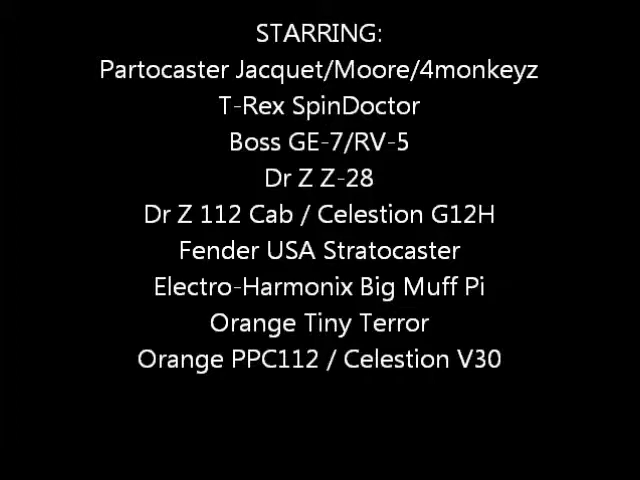 STARRING:
Partocaster Jacquet/Moore/4monkeyz
T-Rex SpinDoctor
Boss GE-7/RV-5
Dr Z Z-28
Dr Z 112 Cab / Celestion G12H
Fender USA Stratocaster
Electro-Harmonix Big Muff Pi
Orange Tiny Terror
Orange PPC112 / Celestion V30